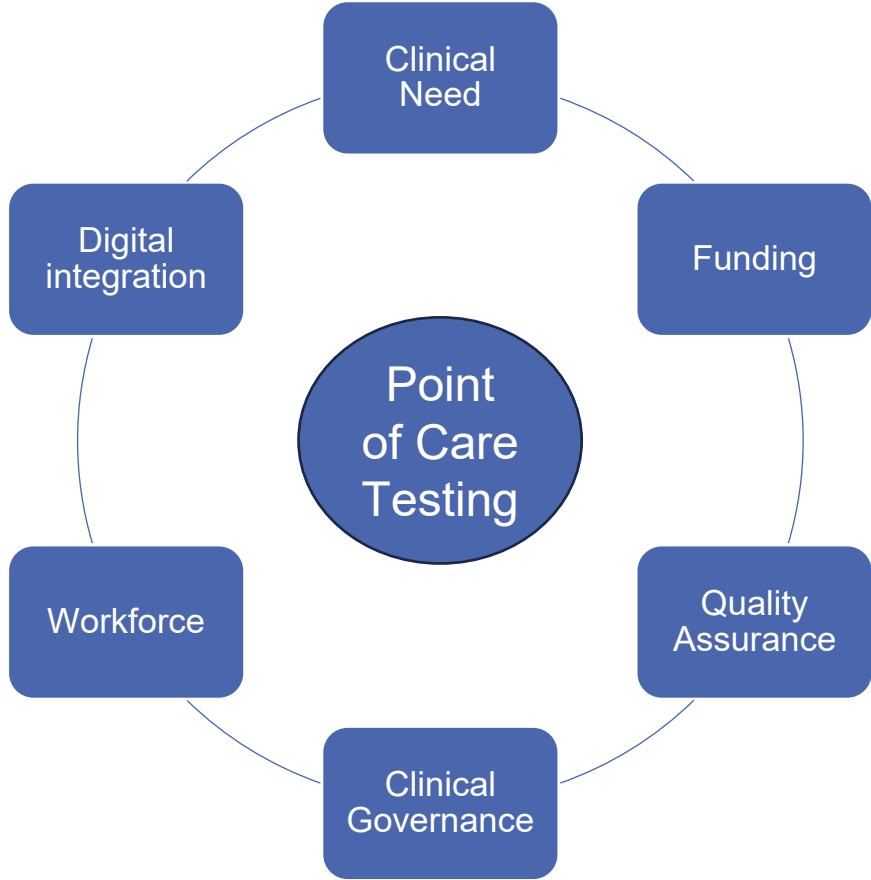 Clinical
Need
Funding
Quality
Assurance
Clinical
Governance
Workforce
Digital
integration
Point
of Care
Testing